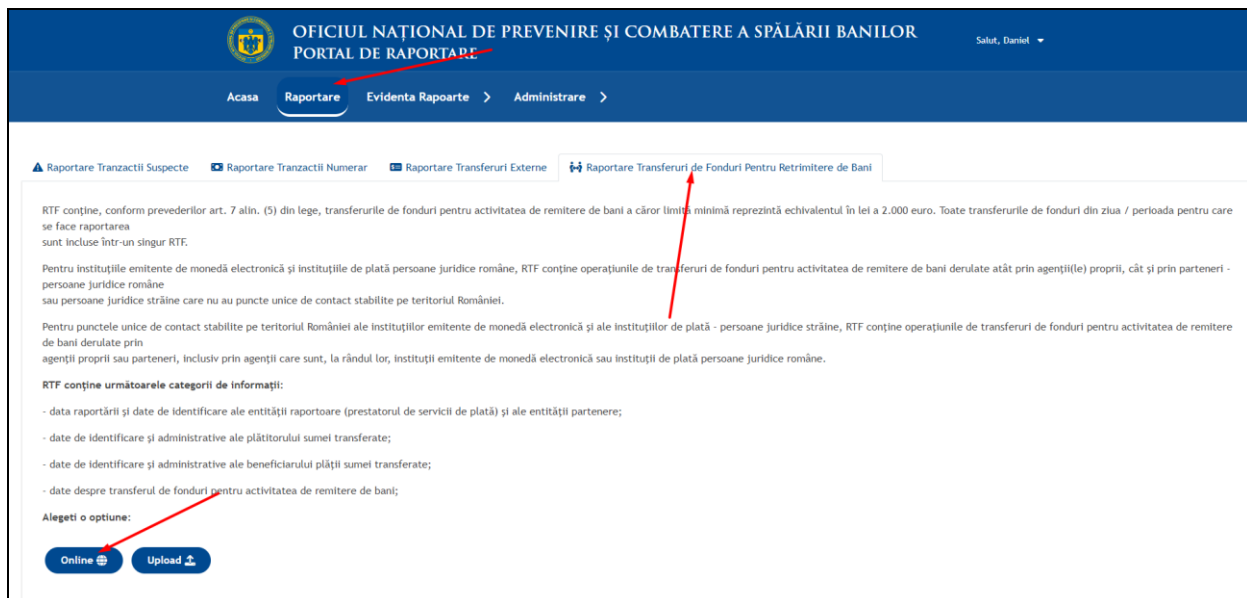 OFICIUL NAȚIONAL DE PREVENIRE ȘI COMBATERE A SPĂLĂRII BANILOR
PORTAL DE RAPORTARE
Salut, Daniel
Acasa Raportare Evidenta Rapoarte > Administrare >
Raportare Tranzactii Suspecte Raportare Tranzactii Numerar Raportare Transferuri Externe Raportare Transferuri de Fonduri Pentru Retrimitere de Bani
RTF conține, conform prevederilor art. 7 alin. (5) din lege, transferurile de fonduri pentru activitatea de remitere de bani a căror limită minimă reprezintă echivalentul în lei a 2.000 euro. Toate transferurile de fonduri din ziua / perioada pentru care
se face raportarea
sunt incluse într-un singur RTF.
Pentru instituțiile emitente de monedă electronică și instituțiile de plată persoane juridice române, RTF conține operațiunile de transferuri de fonduri pentru activitatea de remitere de bani derulate atât prin agenții(le) proprii, cât și prin parteneri -
persoane juridice române
sau persoane juridice străine care nu au puncte unice de contact stabilite pe teritoriul României.
Pentru punctele unice de contact stabilite pe teritoriul României ale instituțiilor emitente de monedă electronică și ale instituțiilor de plată - persoane juridice străine, RTF conține operațiunile de transferuri de fonduri pentru activitatea de remitere
de bani derulate prin
agenții proprii sau parteneri, inclusiv prin agenții care sunt, la rândul lor, instituții emitente de monedă electronică sau instituții de plată persoane juridice române.
RTF conține următoarele categorii de informații:
- data raportării și date de identificare ale entității raportoare (prestatorul de servicii de plată) și ale entității partenere;
- date de identificare și administrative ale plătitorului sumei transferate;
- date de identificare și administrative ale beneficiarului plății sumei transferate;
- date despre transferul de fonduri pentru activitatea de remitere de bani;
Alegeti o optiune:
Online Upload